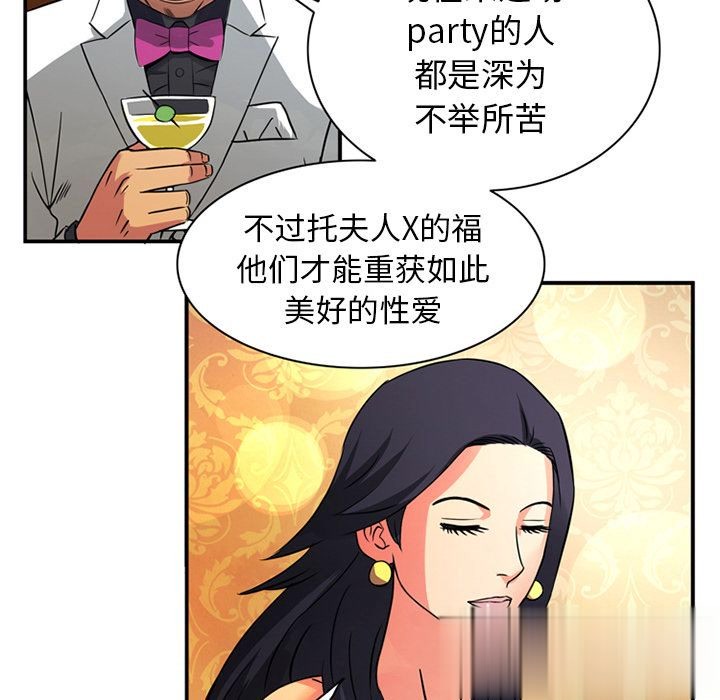 party的人
都是深为
不举所苦
不过托夫人X的福
他们才能重获如此
美好的性爱